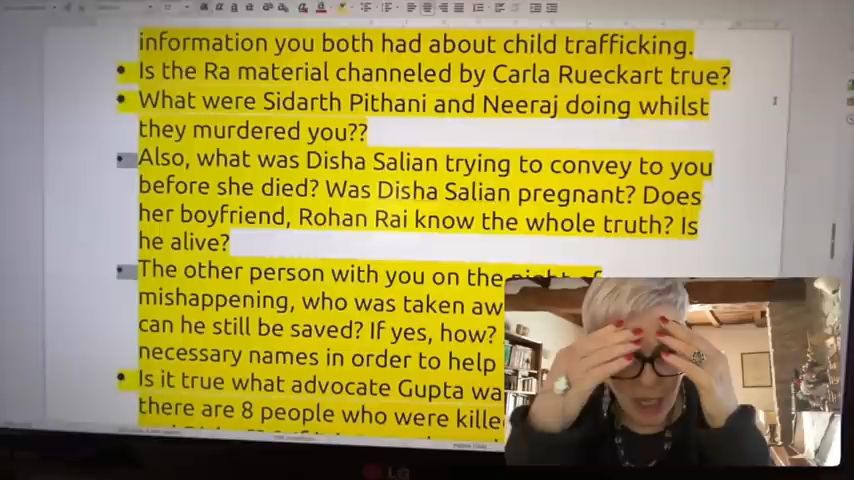 information you both had about child trafficking.
Is the Ra material channeled by Carla Rueckart true?
What were Sidarth Pithani and Neeraj doing whilst
they murdered you??
Also, what was Disha Salian trying to convey to you
before she died? Was Disha Salian pregnant? Does
her boyfriend, Rohan Rai know the whole truth? Is
he alive?
The other person with you on the night of
mishappening, who was taken aw
can he still be saved? If yes, how?
necessary names in order to help
Is it true what advocate Gupta wa
there are 8 people who were kille
LG